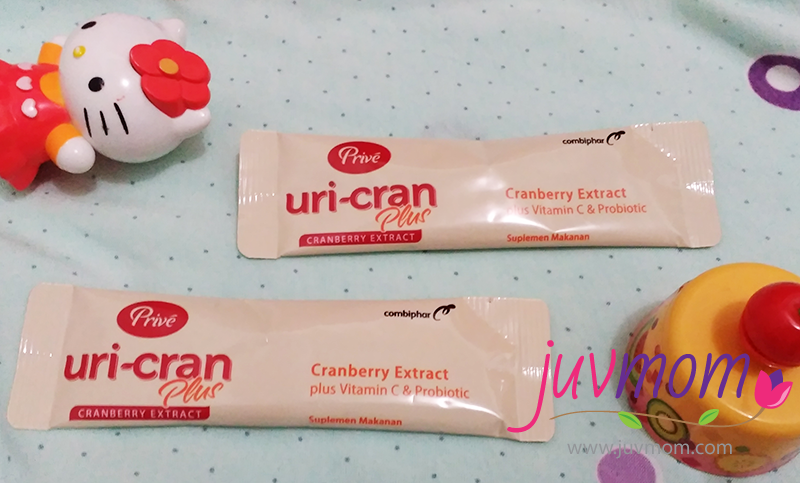 Privé
uri-cran
Plus
CRANBERRY EXTRACT
combiphar
Cranberry Extract
plus Vitamin C & Probiotic
Suplemen Makanan
Privé
uri-cran
Plus
CRANBERRY EXTRACT
combiphar
Cranberry Extract
plus Vitamin C & Probiotic
Suplemen Makanan
juvmom
www.juvmom.com